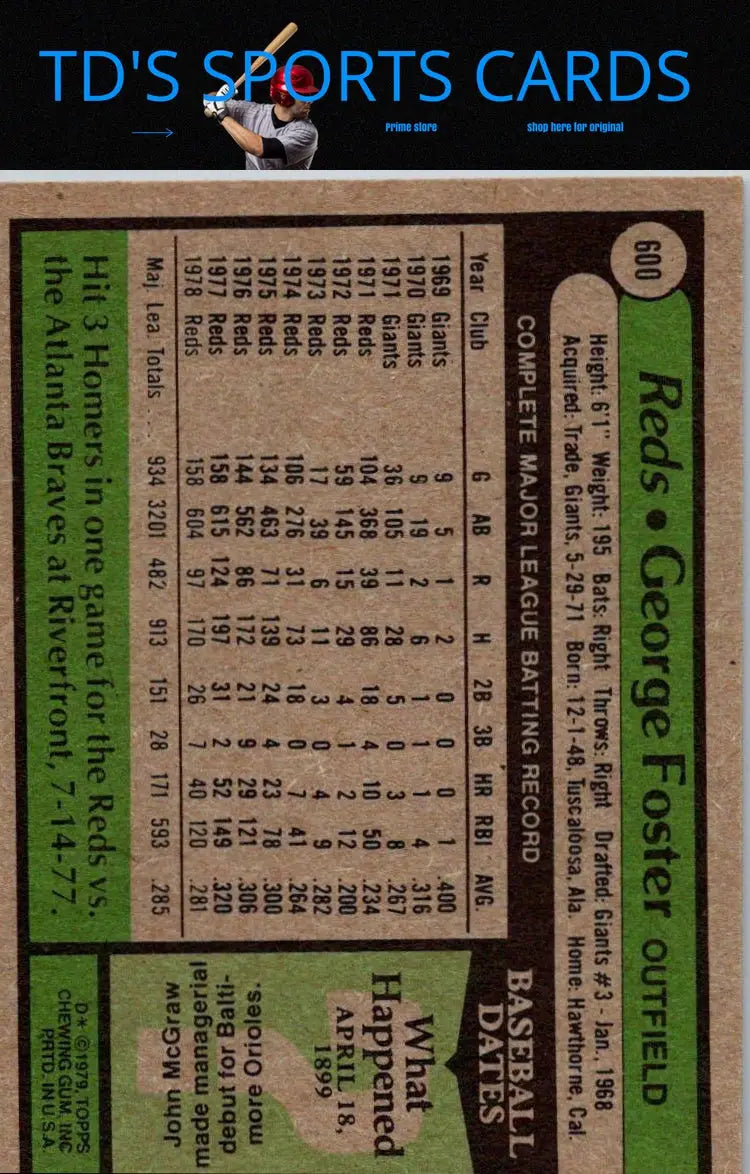 TD'S SPORTS CARDS
Prime store
shop here for original
600
Reds • George Foster OUTFIELD
Height: 6'1" Weight: 195 Bats: Right Throws: Right Drafted: Giants #3 - Jan., 1968
Acquired: Trade, Giants, 5-29-71 Born: 12-1-48, Tuscaloosa, Ala. Home: Hawthorne, Cal.
COMPLETE MAJOR LEAGUE BATTING RECORD
Year Club G AB R H 2B 3B HR RBI AVG.
1969 Giants 9 5 1 2 0 0 0 1 .400
1970 Giants 9 19 2 6 1 1 1 4 .316
1971 Giants 36 105 11 28 5 0 3 8 .267
1971 Reds 104 368 39 86 18 4 10 50 .234
1972 Reds 59 145 15 29 4 1 2 12 .200
1973 Reds 17 39 6 11 3 0 4 9 .282
1974 Reds 106 276 31 73 18 0 7 41 .264
1975 Reds 134 463 71 139 24 4 23 78 .300
1976 Reds 144 562 86 172 21 9 29 121 .306
1977 Reds 158 615 124 197 31 2 52 149 .320
1978 Reds 158 604 97 170 26 7 40 120 .281
Maj. Lea. Totals . . . 934 3201 482 913 151 28 171 593 .285
Hit 3 Homers in one game for the Reds vs.
the Atlanta Braves at Riverfront, 7-14-77.
BASEBALL
DATES
What
Happened
APRIL 18,
1899
?
John McGraw
made managerial
debut for Balti-
more Orioles.
D* ©1979, TOPPS
CHEWING GUM, INC
PRTD. IN U.S.A.